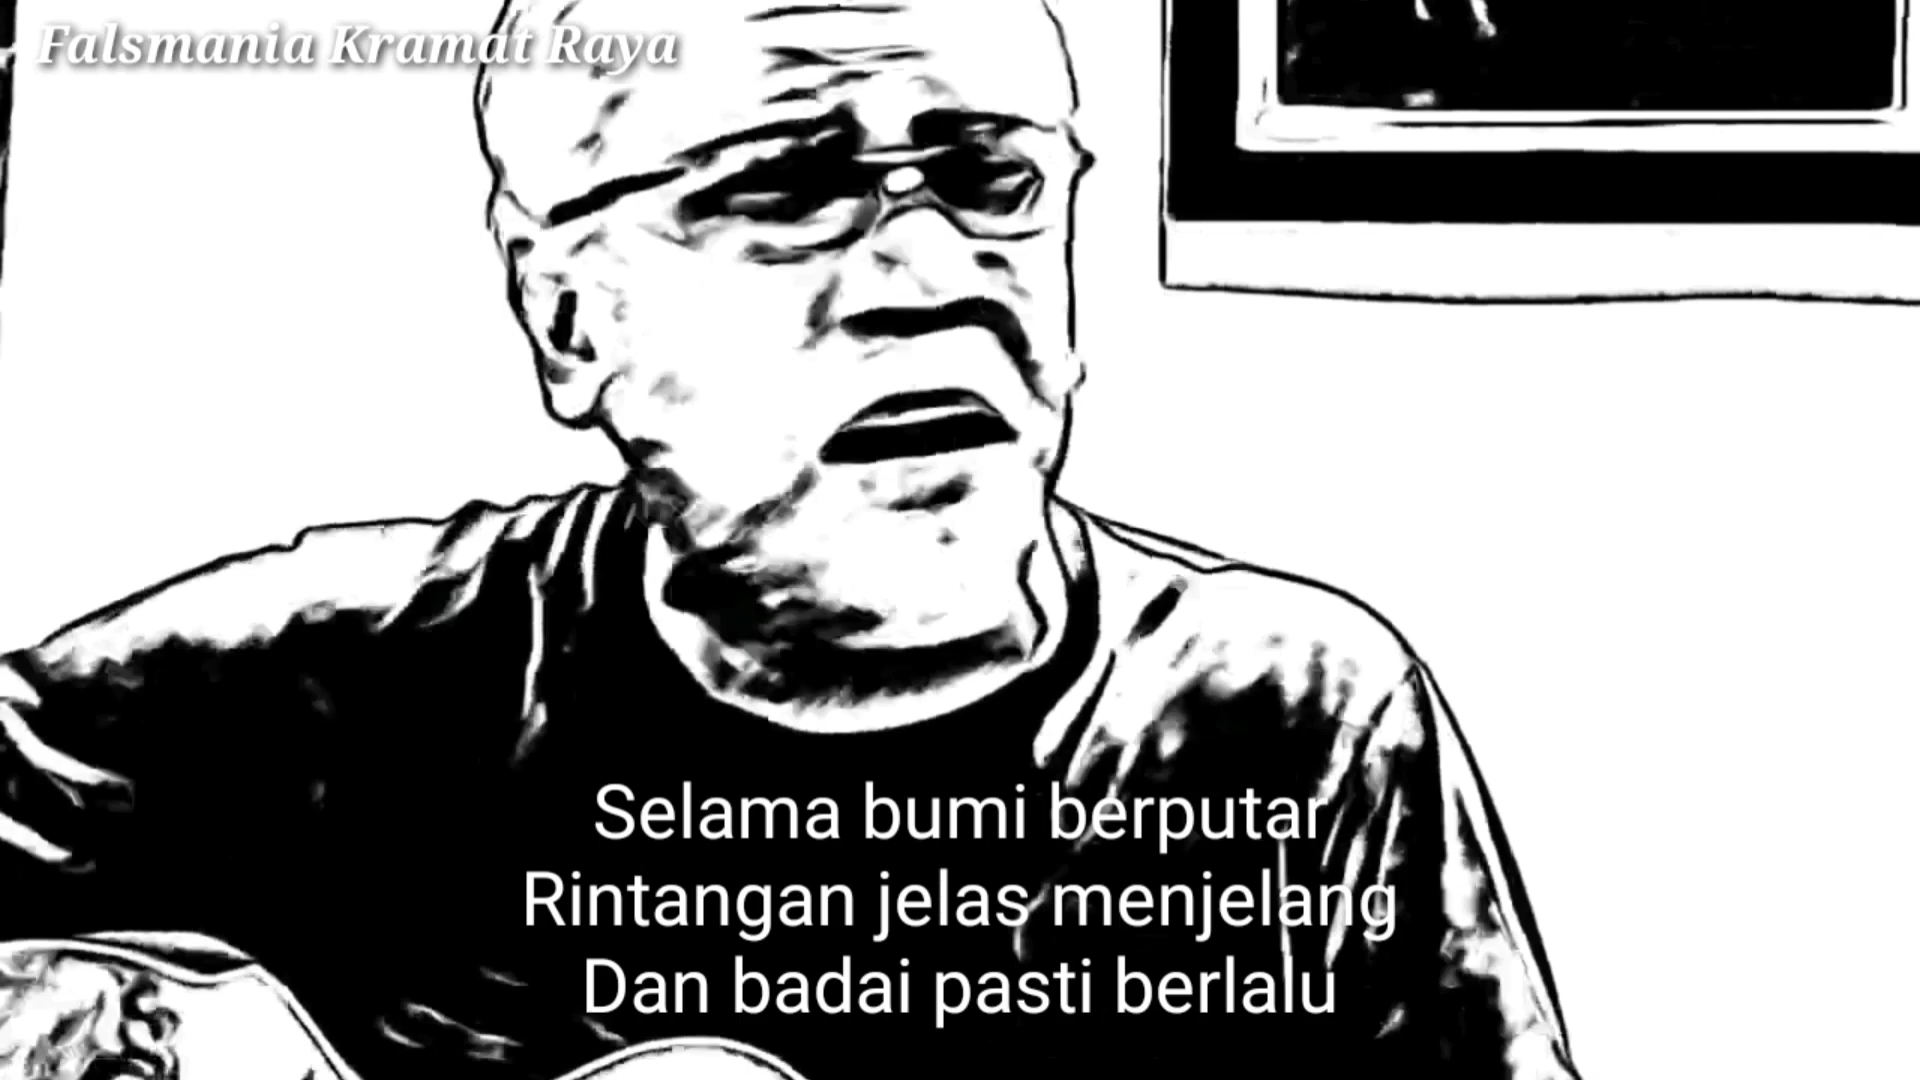 Falsmania Kramat Raya
Selama bumi berputar
Rintangan jelas menjelang
Dan badai pasti berlalu